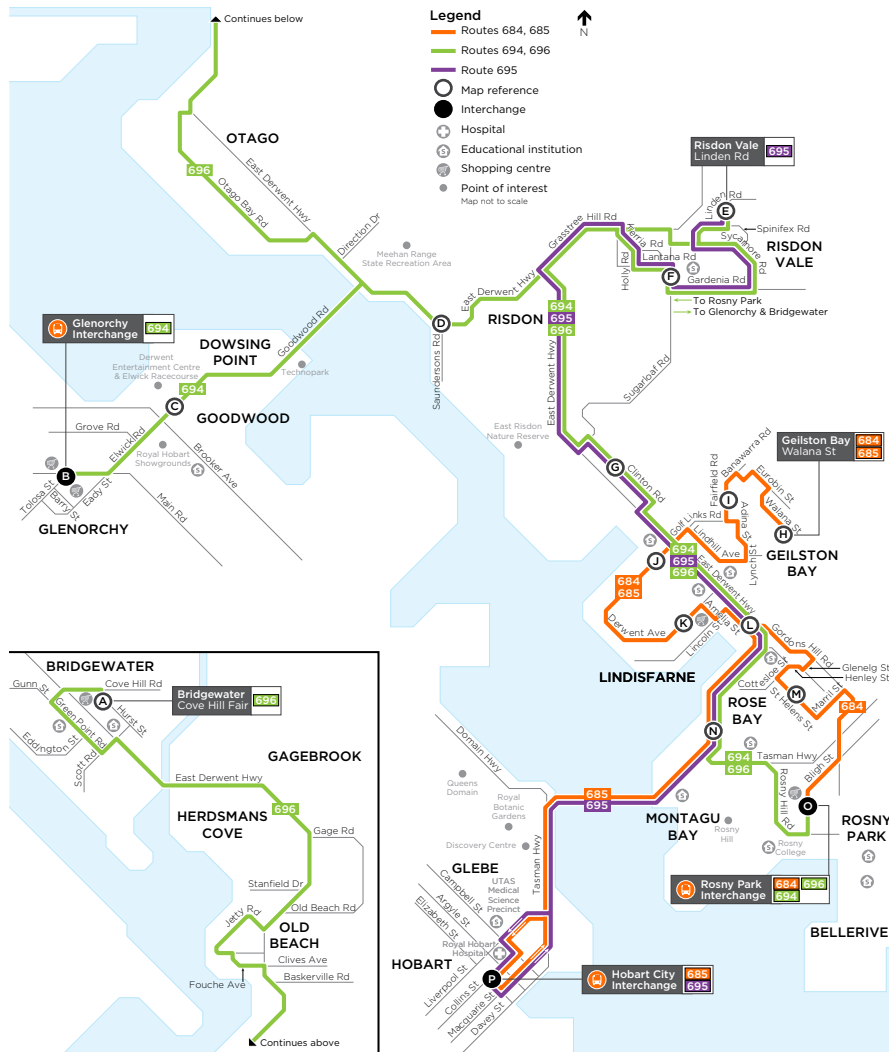 Continues below
Legend
Routes 684, 685
Routes 694, 696
Route 695
Map reference
Interchange
Hospital
Educational institution
Shopping centre
Point of interest
Map not to scale
N
OTAGO
East Derwent Hwy
696
Otago Bay Rd
Direction Dr
Meehan Range
State Recreation Area
Risdon Vale
Linden Rd
695
Grasstree Hill Rd
Linden Rd
E
Spinifex Rd
Sycamore Rd
RISDON
VALE
Herria Rd
Lantana Rd
Holly Rd
F
Gardenia Rd
To Rosny Park
To Glenorchy & Bridgewater
East Derwent Hwy
RISDON
D
Saundersons Rd
694
695
696
East Derwent Hwy
Sugarloaf Rd
Glenorchy
Interchange
694
DOWSING
POINT
Goodwood Rd
Technopark
Derwent
Entertainment Centre
& Elwick Racecourse
694
C
GOODWOOD
Grove Rd
Elwick Rd
Royal Hobart
Showgrounds
Brooker Ave
B
Tolosa St
Barry St
Eady St
Main Rd
GLENORCHY
East Risdon
Nature Reserve
G
Clinton Rd
Geilston Bay
Walana St
684
685
Banawarra Rd
Fairfield Rd
Eurobin St
I
Walana St
H
Adina St
Golf Links Rd
Lindhill Ave
Lynch St
GEILSTON
BAY
J
694
695
696
684
685
East Derwent Hwy
Derwent Ave
K
Amelia St
Lincoln St
L
Gordons Hill Rd
LINDISFARNE
Glenelg St
Henley St
Cottesloe St
St Helens St
M
Marril St
684
ROSE
BAY
N
694
696
Tasman Hwy
Bligh St
Rosny Hill Rd
O
ROSNY
PARK
685
695
MONTAGU
BAY
Rosny
Hill
Rosny
College
Rosny Park
Interchange
684
696
694
BELLERIVE
Domain Hwy
Queens
Domain
Royal
Botanic
Gardens
Discovery Centre
Tasman Hwy
GLEBE
UTAS
Medical
Science
Precinct
Campbell St
Argyle St
Elizabeth St
Royal Hobart
Hospital
HOBART
Liverpool St
Collins St
Macquarie St
Davey St
P
Hobart City
Interchange
685
695
BRIDGEWATER
Gunn St
Cove Hill Rd
A
Bridgewater
Cove Hill Fair
696
Green Point Rd
Hurst St
Eddington St
Scott Rd
GAGEBROOK
East Derwent Hwy
HERDSMANS
COVE
696
Gage Rd
Stanfield Dr
Jetty Rd
Old Beach Rd
OLD
BEACH
Clives Ave
Baskerville Rd
Fouche Ave
Continues above